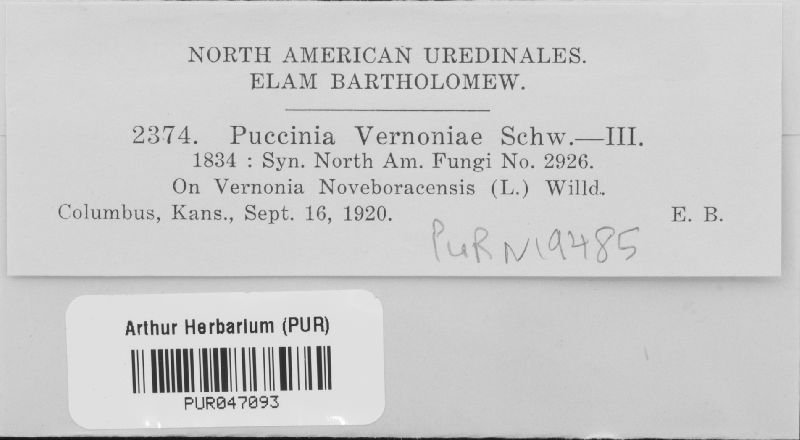 NORTH AMERICAN UREDINALES.
ELAM BARTHOLOMEW.
2374. Puccinia Vernoniae Schw.—III.
1834 : Syn. North Am. Fungi No. 2926.
On Vernonia Noveboracensis (L.) Willd.
Columbus, Kans., Sept. 16, 1920. E. B.
PUR N19485
Arthur Herbarium (PUR)
PUR047093